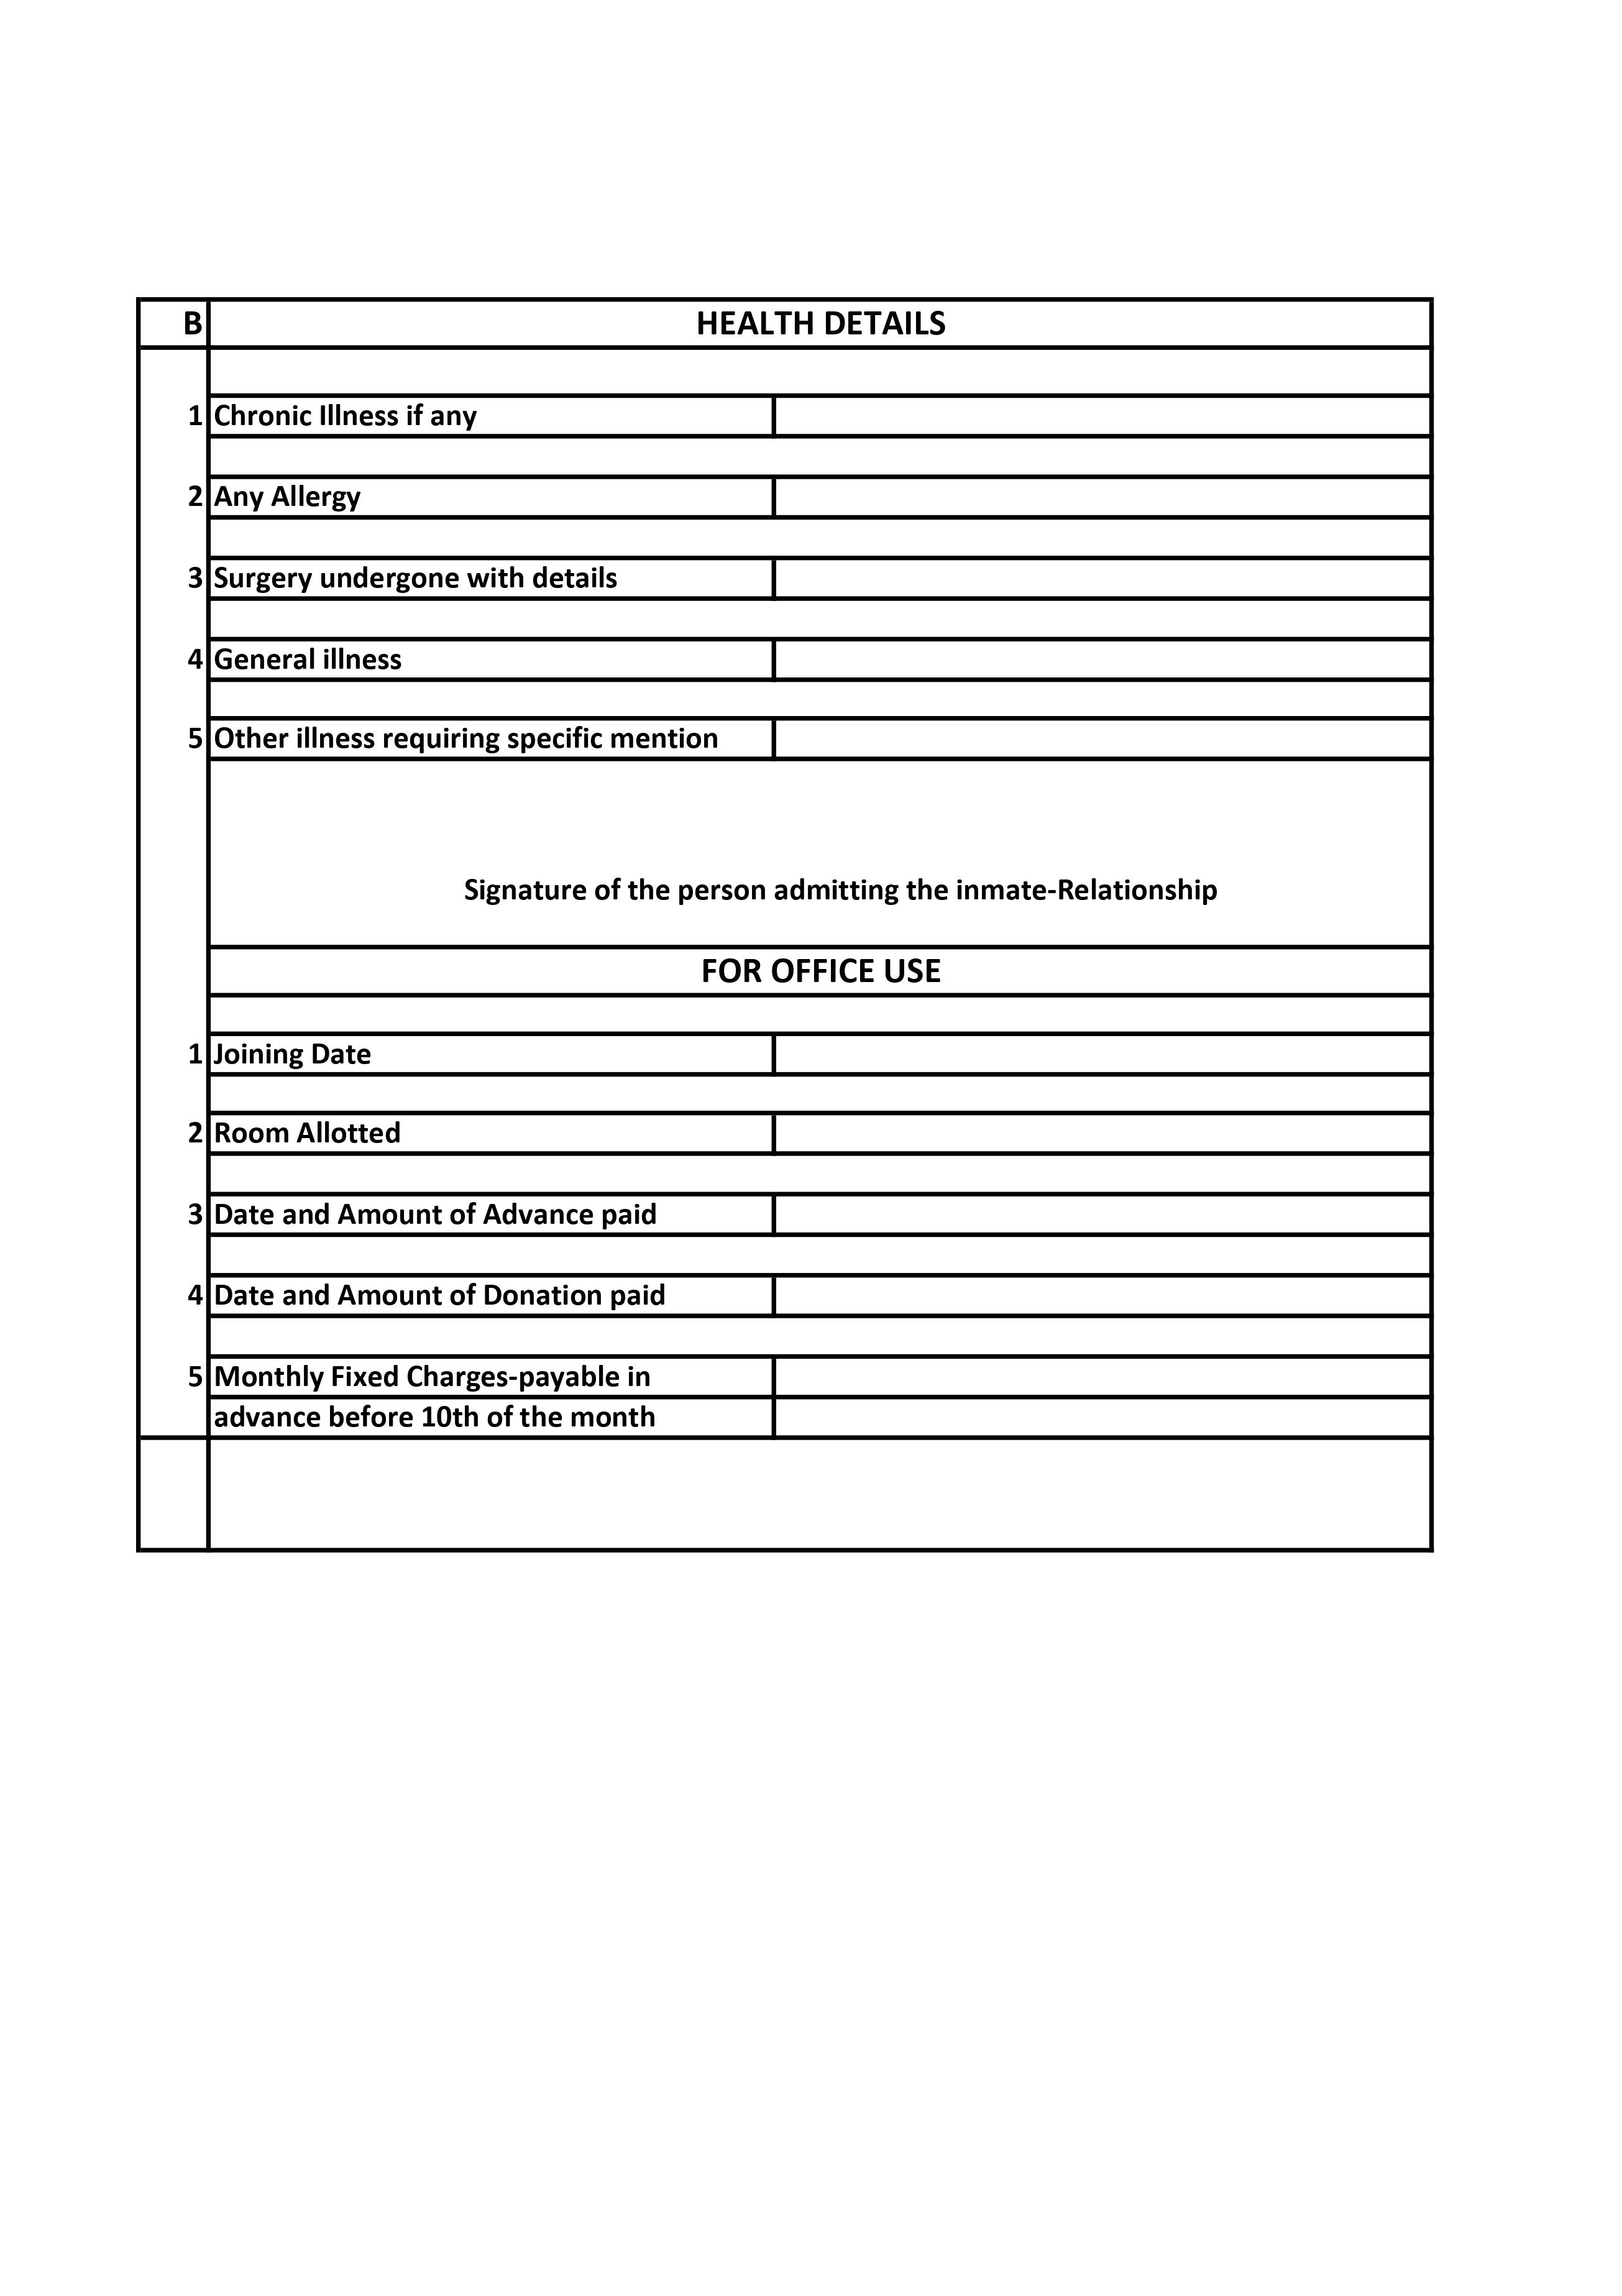 B HEALTH DETAILS
1 Chronic Illness if any
2 Any Allergy
3 Surgery undergone with details
4 General illness
5 Other illness requiring specific mention
Signature of the person admitting the inmate-Relationship
FOR OFFICE USE
1 Joining Date
2 Room Allotted
3 Date and Amount of Advance paid
4 Date and Amount of Donation paid
5 Monthly Fixed Charges-payable in
advance before 10th of the month